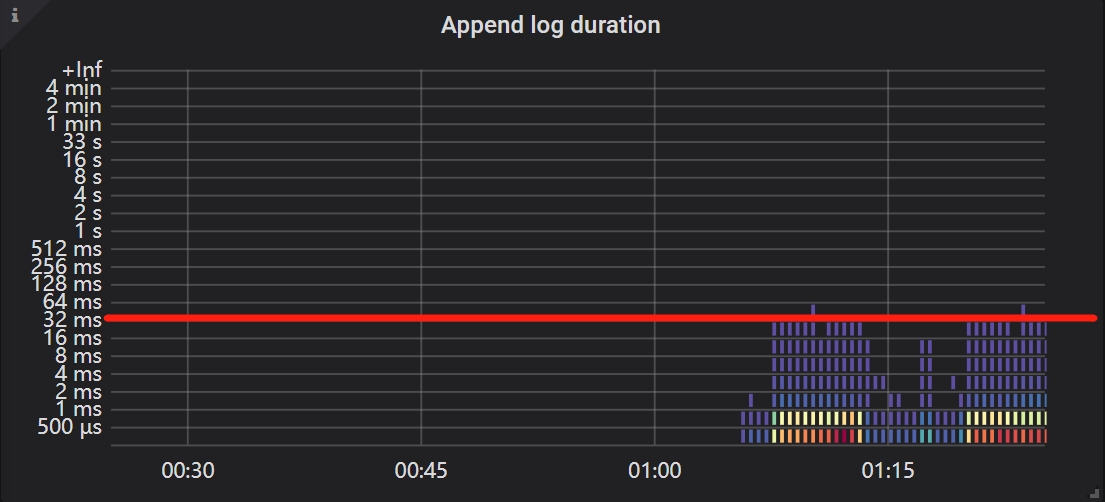 i
Append log duration
+Inf
4 min
2 min
1 min
33 s
16 s
8 s
4 s
2 s
1 s
512 ms
256 ms
128 ms
64 ms
32 ms
16 ms
8 ms
4 ms
2 ms
1 ms
500 µs
00:30 00:45 01:00 01:15